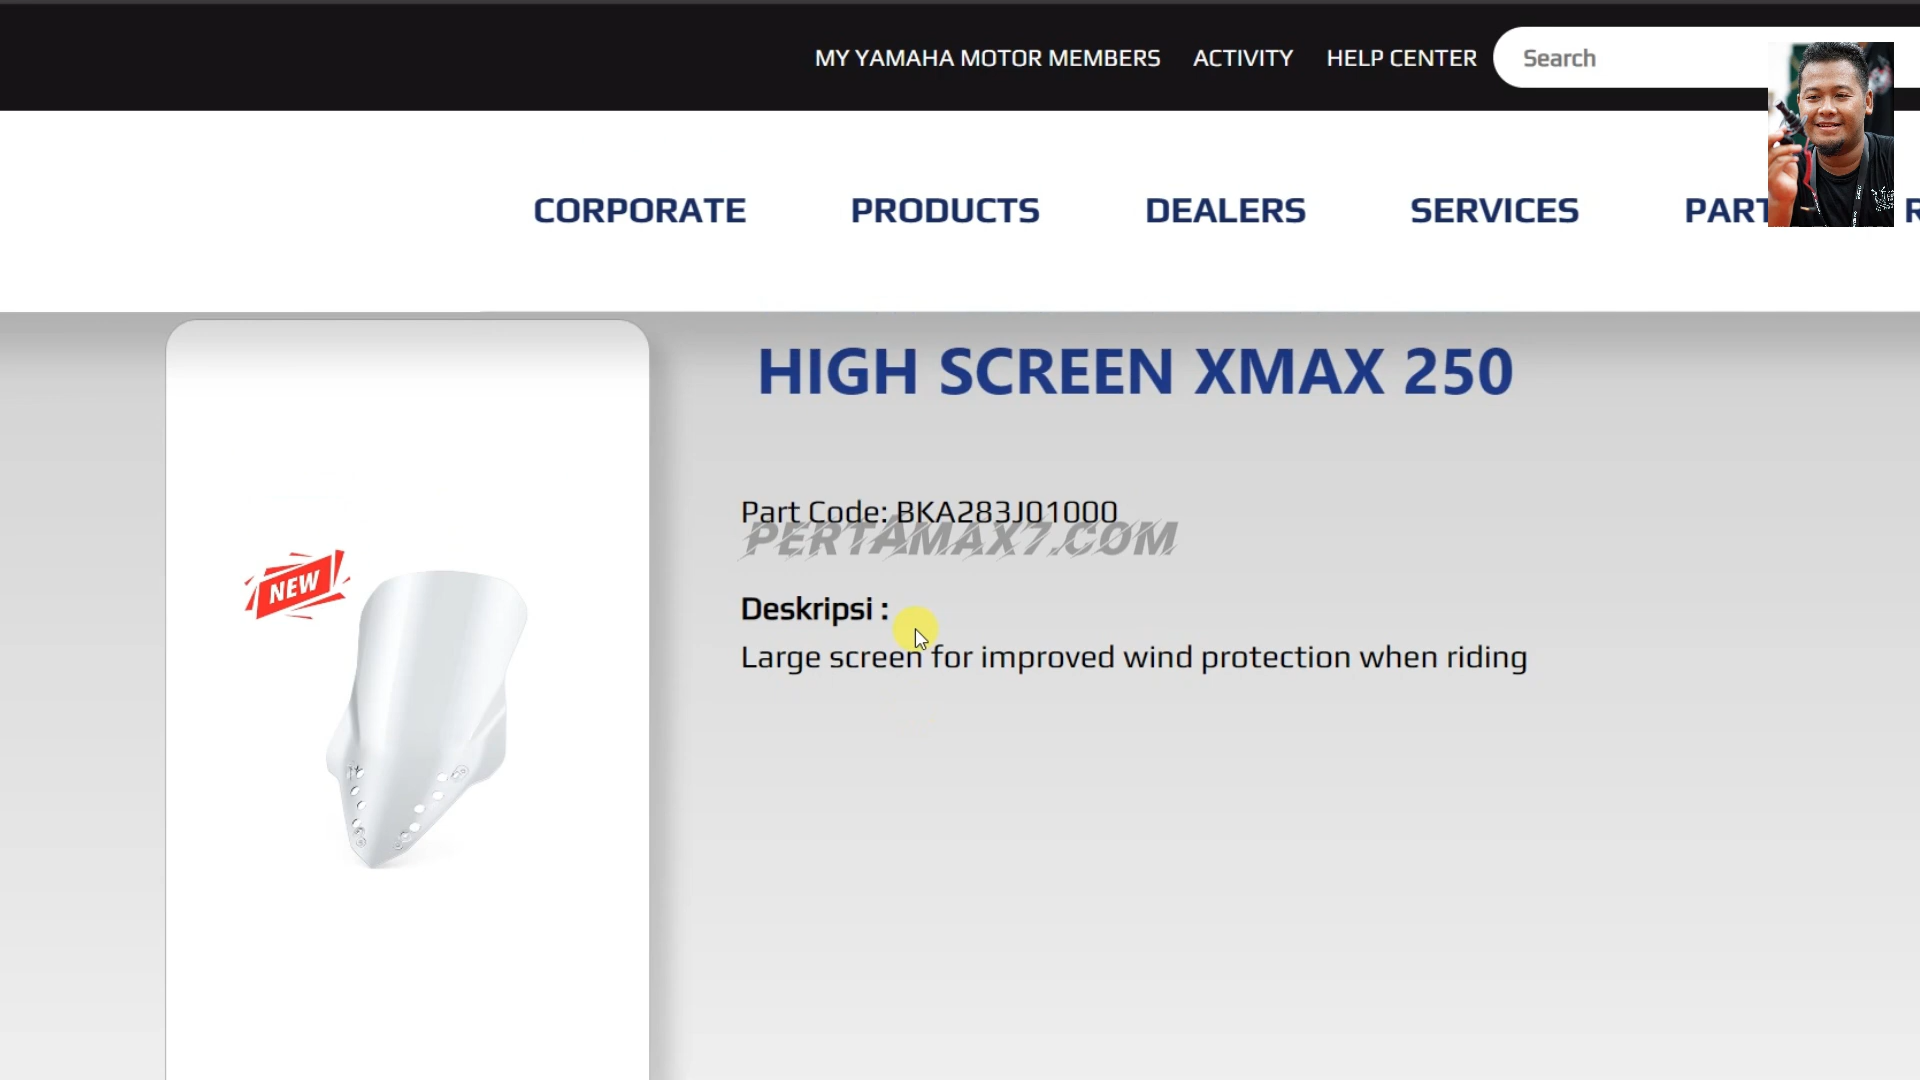 MY YAMAHA MOTOR MEMBERS ACTIVITY HELP CENTER Search
CORPORATE PRODUCTS DEALERS SERVICES PART
HIGH SCREEN XMAX 250
Part Code: BKA283J01000
PERTAMAX7.COM
NEW
Deskripsi :
Large screen for improved wind protection when riding